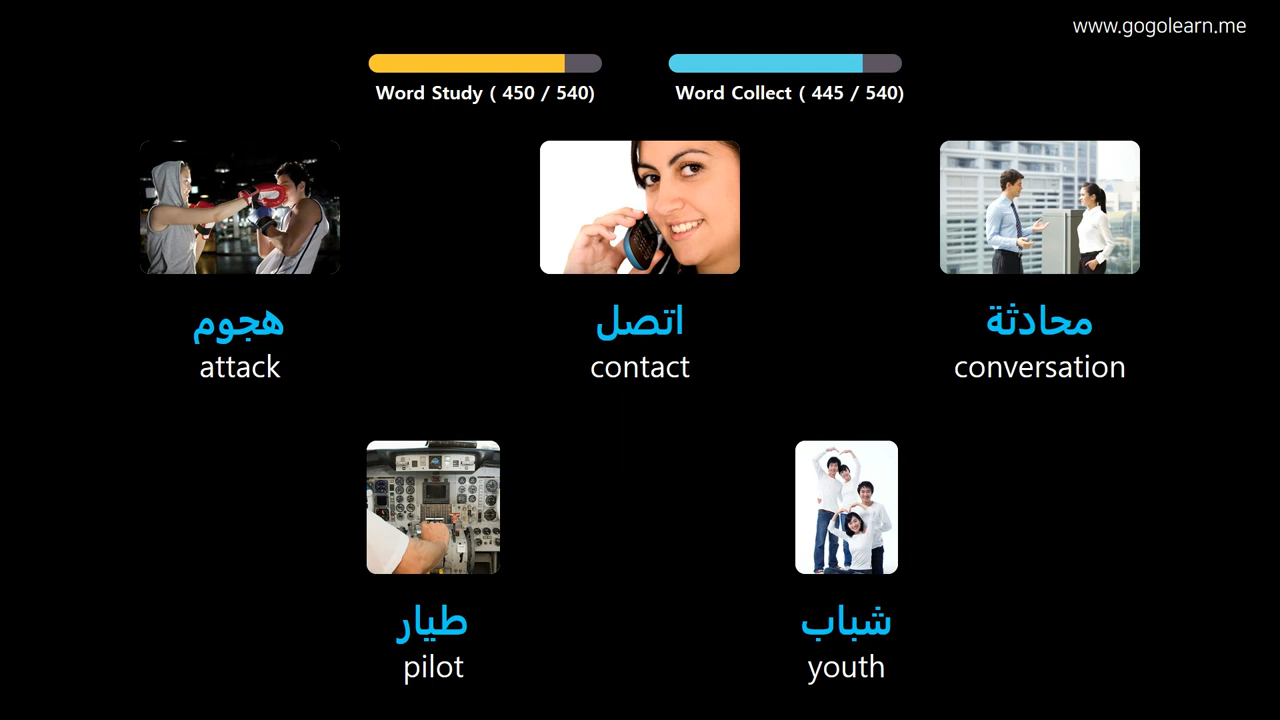 www.gogolearn.me
Word Study ( 450 / 540)
Word Collect ( 445 / 540)
هجوم
attack
اتصل
contact
محادثة
conversation
طيار
pilot
شباب
youth